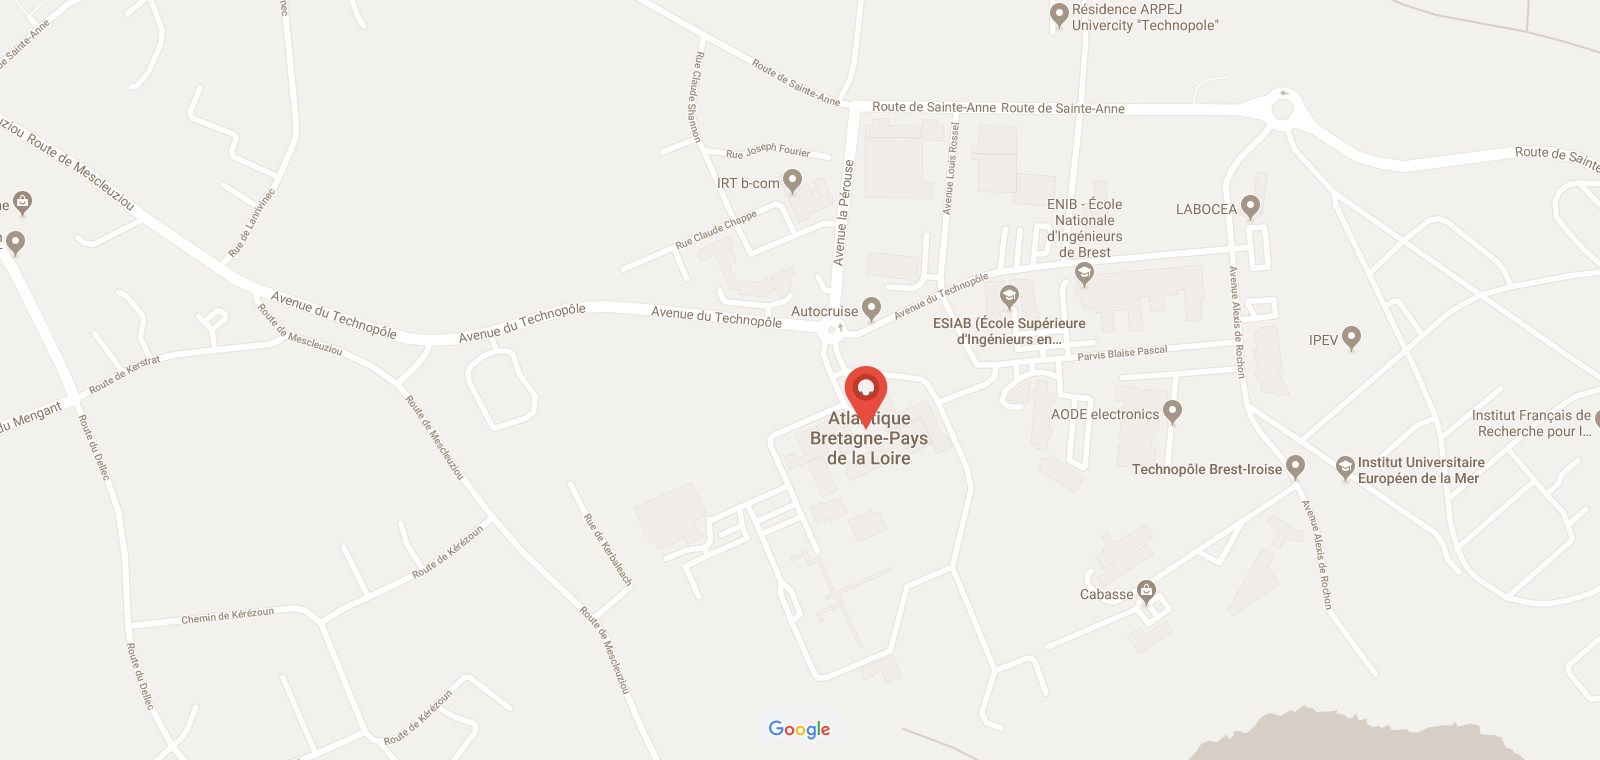 Résidence ARPEJ
Univercity "Technopole"
de Sainte-Anne
Route de Sainte-Anne
Route de Sainte-Anne
Route de Sainte-Anne
Route de Sainte
Rue Claude Shannon
Rue Joseph Fourier
IRT b-com
Rue Claude Chappe
Avenue la Pérouse
Avenue Louis Rossel
ENIB - École
Nationale
d'Ingénieurs
de Brest
LABOCEA
Route de Mescleuziou
Rue de Lanrivinec
Avenue du Technopôle
Avenue du Technopôle
Avenue du Technopôle
Autocruise
Avenue du Technopôle
ESIAB (École Supérieure
d'Ingénieurs en...
Parvis Blaise Pascal
Avenue Alexis de Rochon
IPEV
Route de Mescleuziou
Route de Kerstrat
du Mengant
Route du Dellec
Route de Mescleuziou
Atlantique
Bretagne-Pays
de la Loire
AODE electronics
Institut Français de
Recherche pour l...
Technopôle Brest-Iroise
Institut Universitaire
Européen de la Mer
Rue de Kerbaleach
Route de Kérézoun
Avenue Alexis de Rochon
Cabasse
Chemin de Kérézoun
Route de Mescleuziou
Route du Dellec
Route de Kérézoun
Google